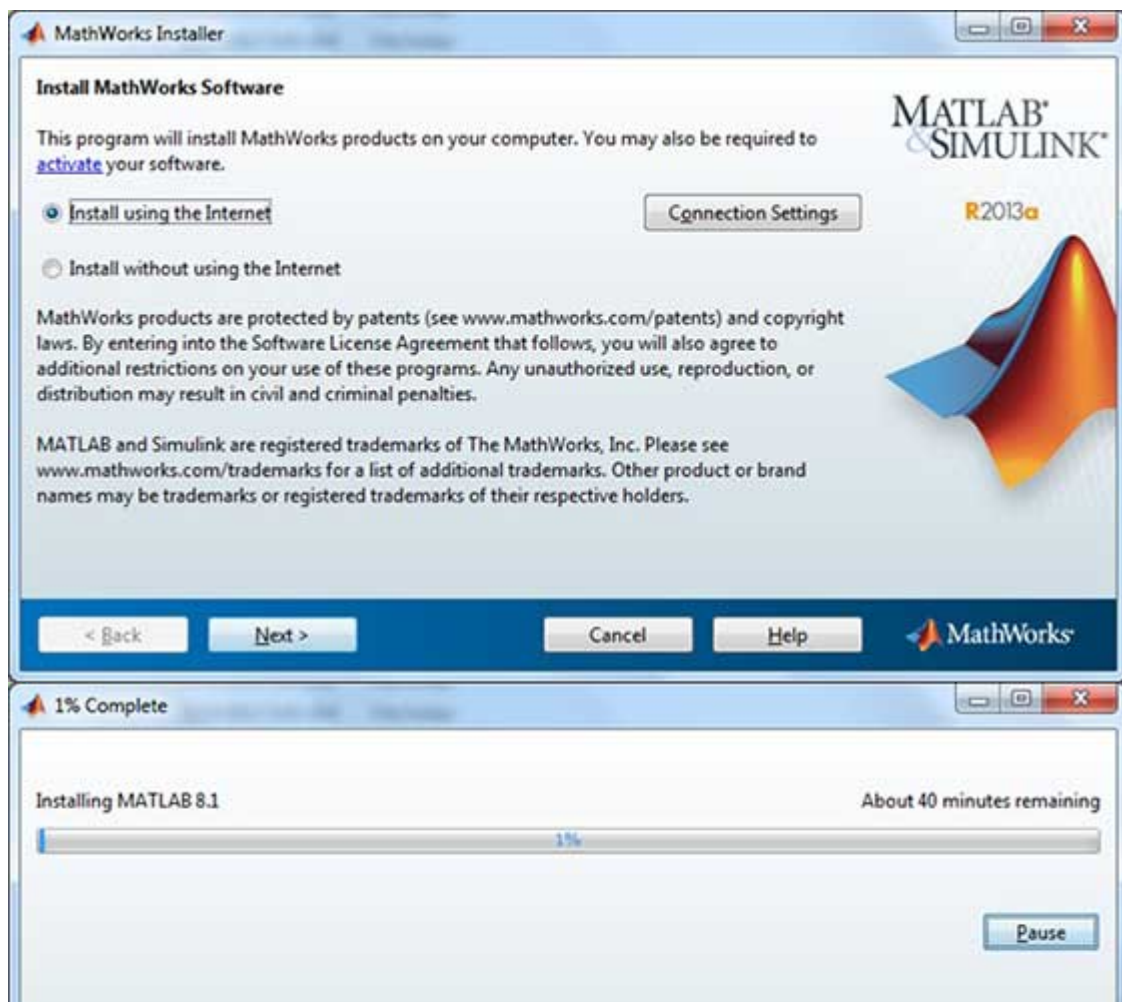 MathWorks Installer
Install MathWorks Software
This program will install MathWorks products on your computer. You may also be required to
activate your software.
Install using the Internet
Connection Settings
Install without using the Internet
MathWorks products are protected by patents (see www.mathworks.com/patents) and copyright
laws. By entering into the Software License Agreement that follows, you will also agree to
additional restrictions on your use of these programs. Any unauthorized use, reproduction, or
distribution may result in civil and criminal penalties.
MATLAB and Simulink are registered trademarks of The MathWorks, Inc. Please see
www.mathworks.com/trademarks for a list of additional trademarks. Other product or brand
names may be trademarks or registered trademarks of their respective holders.
MATLAB®
&SIMULINK®
R2013a
< Back
Next >
Cancel
Help
MathWorks®
1% Complete
Installing MATLAB 8.1
About 40 minutes remaining
1%
Pause